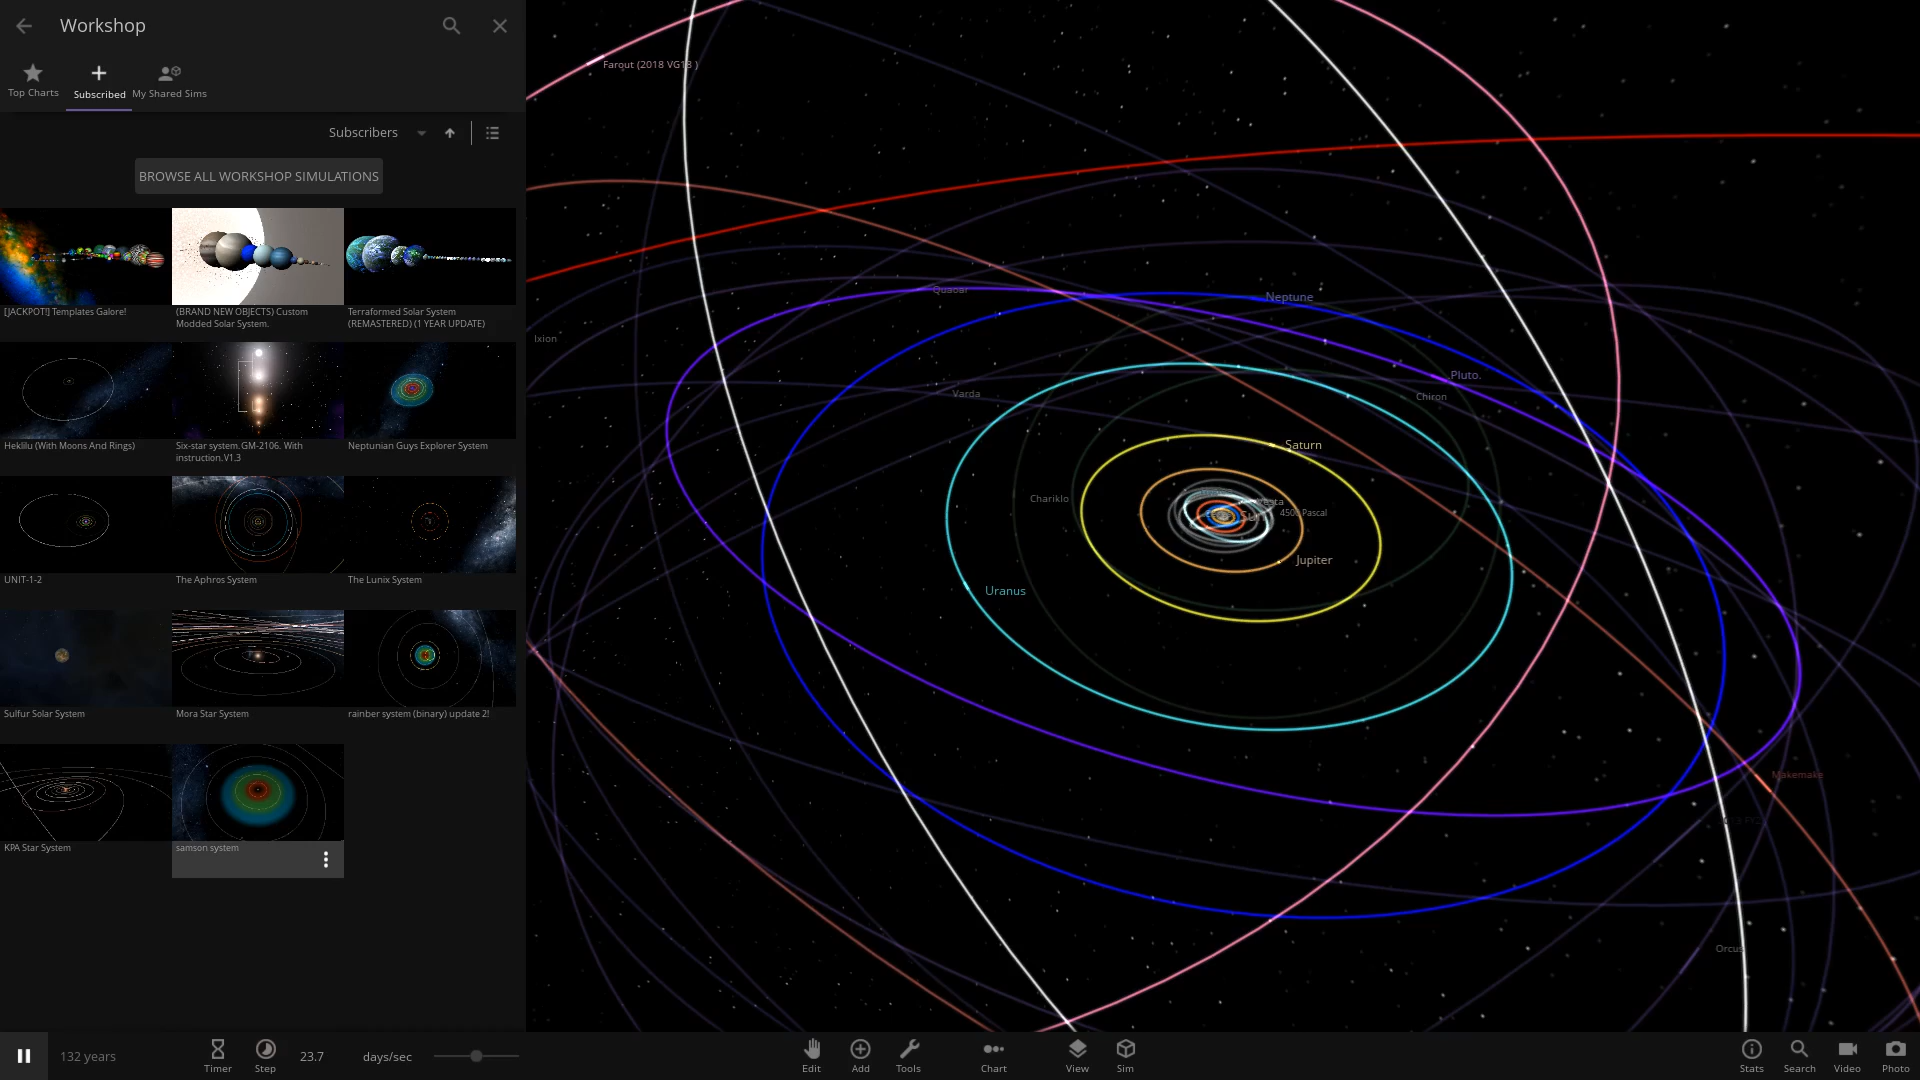 Workshop
Top Charts
Subscribed
My Shared Sims
Subscribers
BROWSE ALL WORKSHOP SIMULATIONS
[JACKPOT!] Templates Galore!
(BRAND NEW OBJECTS) Custom
Modded Solar System.
Terraformed Solar System
(REMASTERED) (1 YEAR UPDATE)
Heklilu (With Moons And Rings)
Six-star system.GM-2106. With
instruction.V1.3
Neptunian Guys Explorer System
UNIT-1-2
The Aphros System
The Lunix System
Sulfur Solar System
Mora Star System
rainber system (binary) update 2!
KPA Star System
samson system
Farout (2018 VG18 )
Quaoar
Neptune
Ixion
Pluto
Varda
Chiron
Saturn
Chariklo
Vesta
4500 Pascal
Sun
Jupiter
Uranus
Makemake
Orcus
132 years
Timer
Step
23.7
days/sec
Edit
Add
Tools
Chart
View
Sim
Stats
Search
Video
Photo